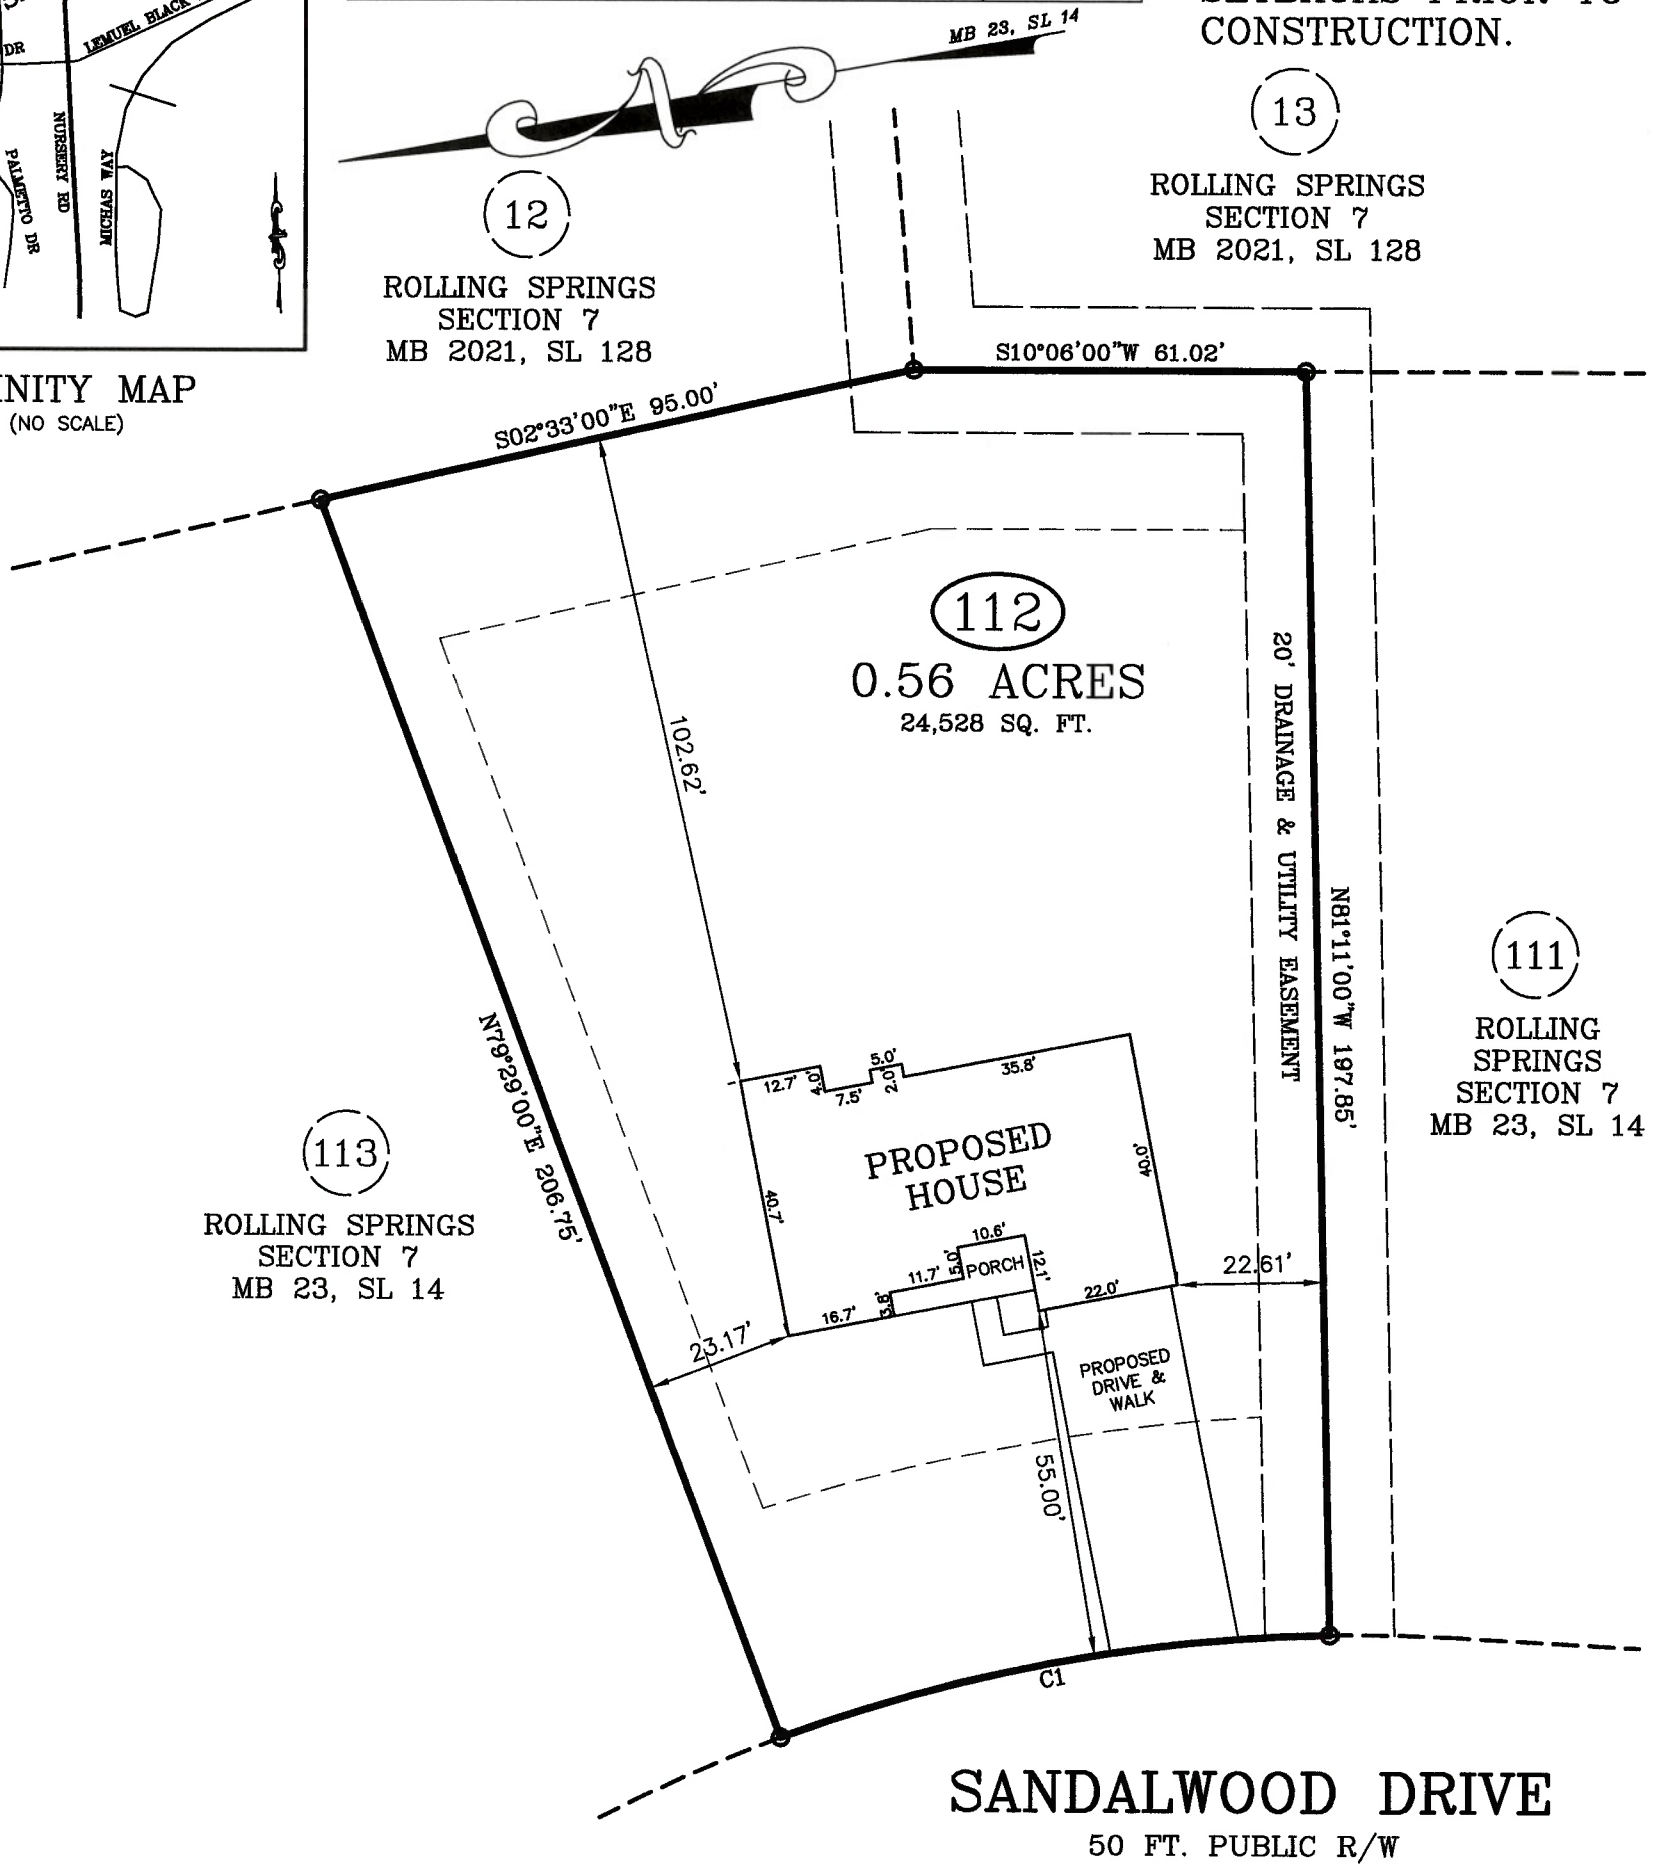 CONSTRUCTION.
MB 23, SL 14
DR
LEMUEL BLACK
NURSERY RD
PALMETTO DR
MICHAS WAY
INITY MAP
(NO SCALE)
12
ROLLING SPRINGS
SECTION 7
MB 2021, SL 128
13
ROLLING SPRINGS
SECTION 7
MB 2021, SL 128
S10°06'00"W 61.02'
S02°33'00"E 95.00'
112
0.56 ACRES
24,528 SQ. FT.
102.62'
20' DRAINAGE & UTILITY EASEMENT
N81°11'00"W 197.85'
N79°29'00"E 206.75'
111
ROLLING
SPRINGS
SECTION 7
MB 23, SL 14
113
ROLLING SPRINGS
SECTION 7
MB 23, SL 14
12.7'
4.0'
7.5'
5.0'
2.0'
35.8'
PROPOSED
HOUSE
40.7'
40.0'
10.6'
5.0'
PORCH
12.1'
11.7'
3.8'
16.7'
22.0'
22.61'
23.17'
PROPOSED
DRIVE &
WALK
55.00'
C1
SANDALWOOD DRIVE
50 FT. PUBLIC R/W